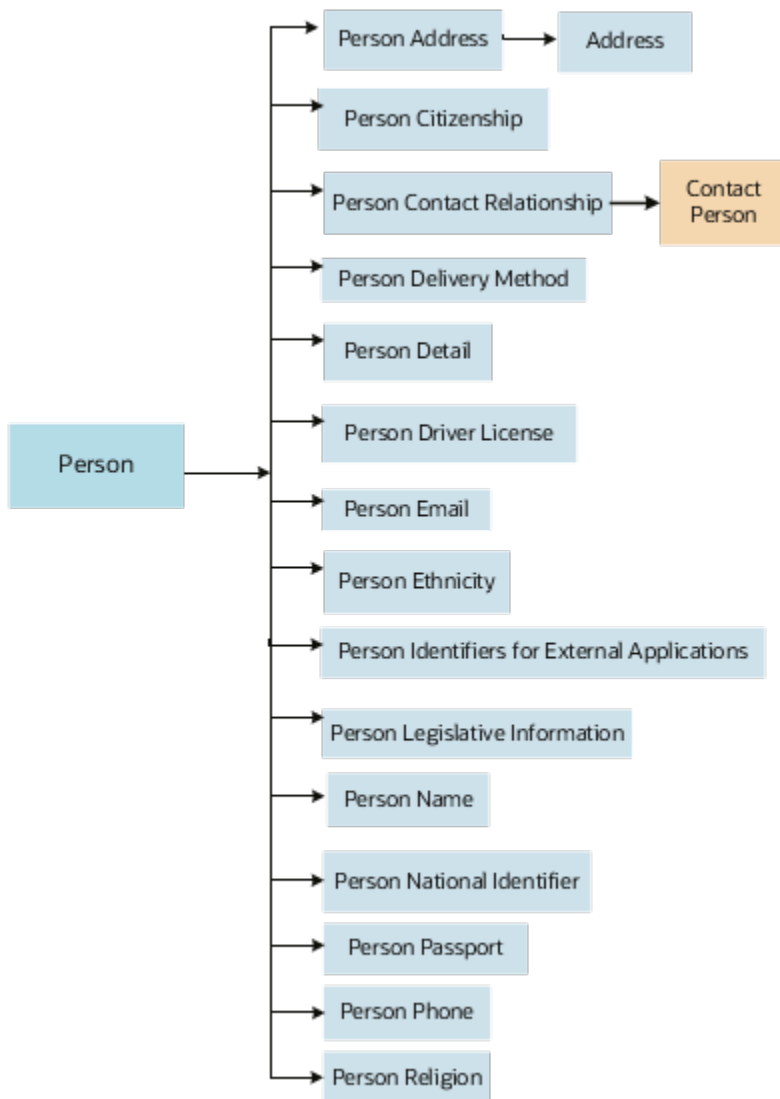 Person Address
Address
Person Citizenship
Person Contact Relationship
Contact
Person
Person Delivery Method
Person Detail
Person Driver License
Person
Person Email
Person Ethnicity
Person Identifiers for External Applications
Person Legislative Information
Person Name
Person National Identifier
Person Passport
Person Phone
Person Religion